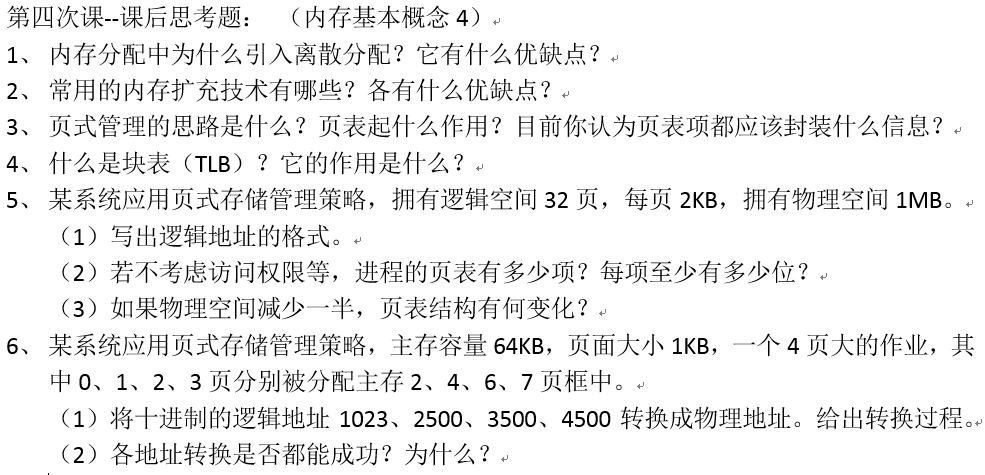 第四次课--课后思考题： （内存基本概念 4）
1、 内存分配中为什么引入离散分配？它有什么优缺点？
2、 常用的内存扩充技术有哪些？各有什么优缺点？
3、 页式管理的思路是什么？页表起什么作用？目前你认为页表项都应该封装什么信息？
4、 什么是块表（TLB）？它的作用是什么？
5、 某系统应用页式存储管理策略，拥有逻辑空间 32 页，每页 2KB，拥有物理空间 1MB。
（1）写出逻辑地址的格式。
（2）若不考虑访问权限等，进程的页表有多少项？每项至少有多少位？
（3）如果物理空间减少一半，页表结构有何变化？
6、 某系统应用页式存储管理策略，主存容量 64KB，页面大小 1KB，一个 4 页大的作业，其
中 0、1、2、3 页分别被分配主存 2、4、6、7 页框中。
（1）将十进制的逻辑地址 1023、2500、3500、4500 转换成物理地址。给出转换过程。
（2）各地址转换是否都能成功？为什么？